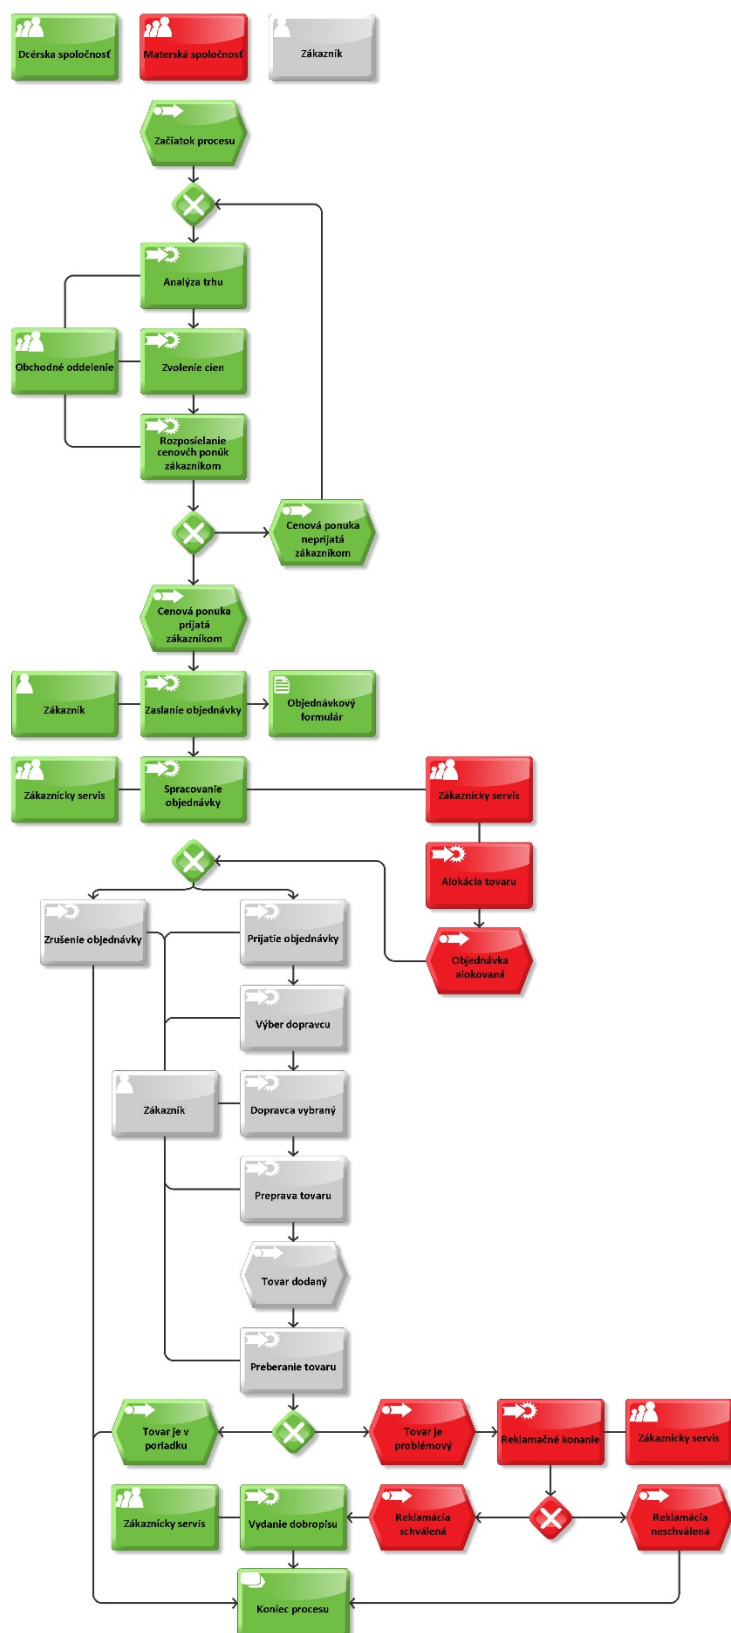 Dcérska spoločnosť
Materská spoločnosť
Zákazník
Začiatok procesu
Analýza trhu
Obchodné oddelenie
Zvolenie cien
Rozposielanie
cenovćh ponúk
zákazníkom
Cenová ponuka
neprijatá
zákazníkom
Cenová ponuka
prijatá
zákazníkom
Zákazník
Zaslanie objednávky
Objednávkový
formulár
Zákaznícky servis
Spracovanie
objednávky
Zákaznícky servis
Alokácia tovaru
Zrušenie objednávky
Prijatie objednávky
Objednávka
alokovaná
Výber dopravcu
Zákazník
Dopravca vybraný
Preprava tovaru
Tovar dodaný
Preberanie tovaru
Tovar je v
poriadku
Tovar je
problémový
Reklamačné konanie
Zákaznícky servis
Zákaznícky servis
Vydanie dobropisu
Reklamácia
schválená
Reklamácia
neschválená
Koniec procesu